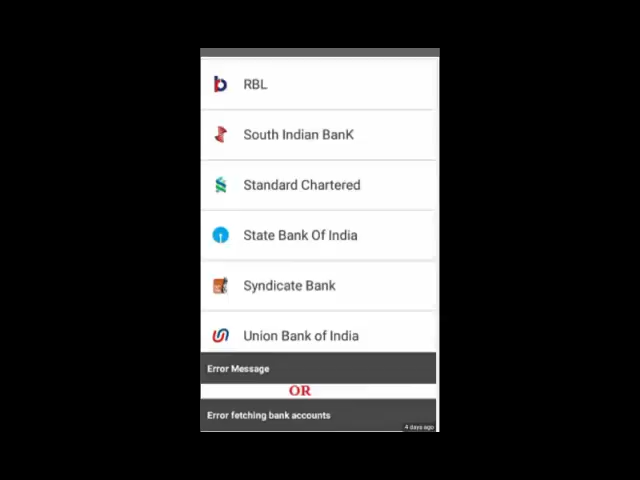 RBL
South Indian BanK
Standard Chartered
State Bank Of India
Syndicate Bank
Union Bank of India
Error Message
OR
Error fetching bank accounts
4 days ago